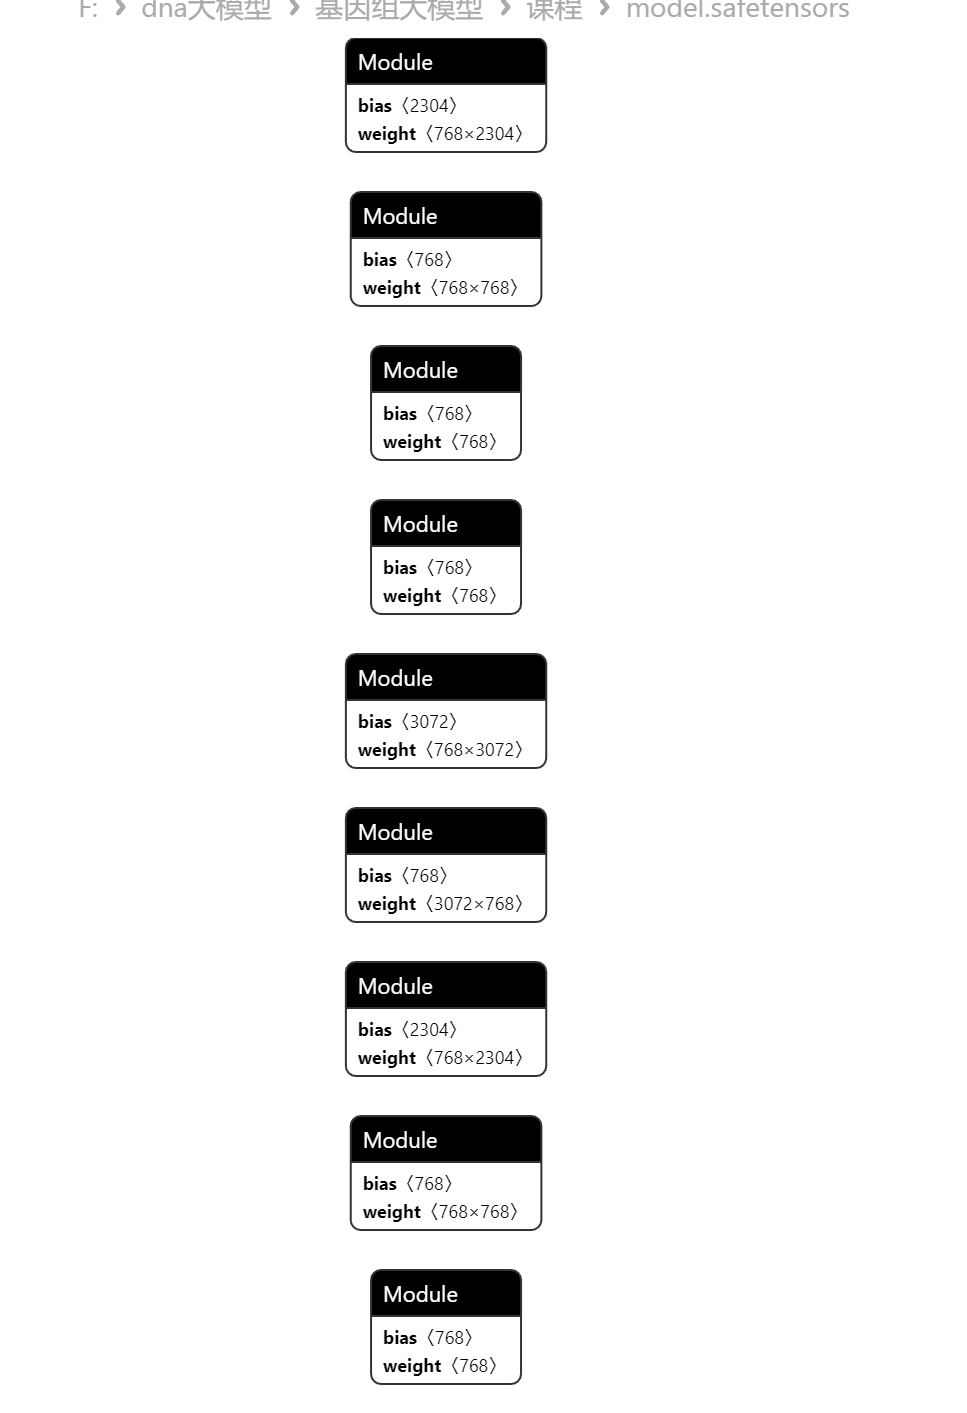 F: > dna大模型 > 基因组大模型 > 课程 > model.safetensors
Module
bias〈2304〉
weight〈768×2304〉
Module
bias〈768〉
weight〈768×768〉
Module
bias〈768〉
weight〈768〉
Module
bias〈768〉
weight〈768〉
Module
bias〈3072〉
weight〈768×3072〉
Module
bias〈768〉
weight〈3072×768〉
Module
bias〈2304〉
weight〈768×2304〉
Module
bias〈768〉
weight〈768×768〉
Module
bias〈768〉
weight〈768〉